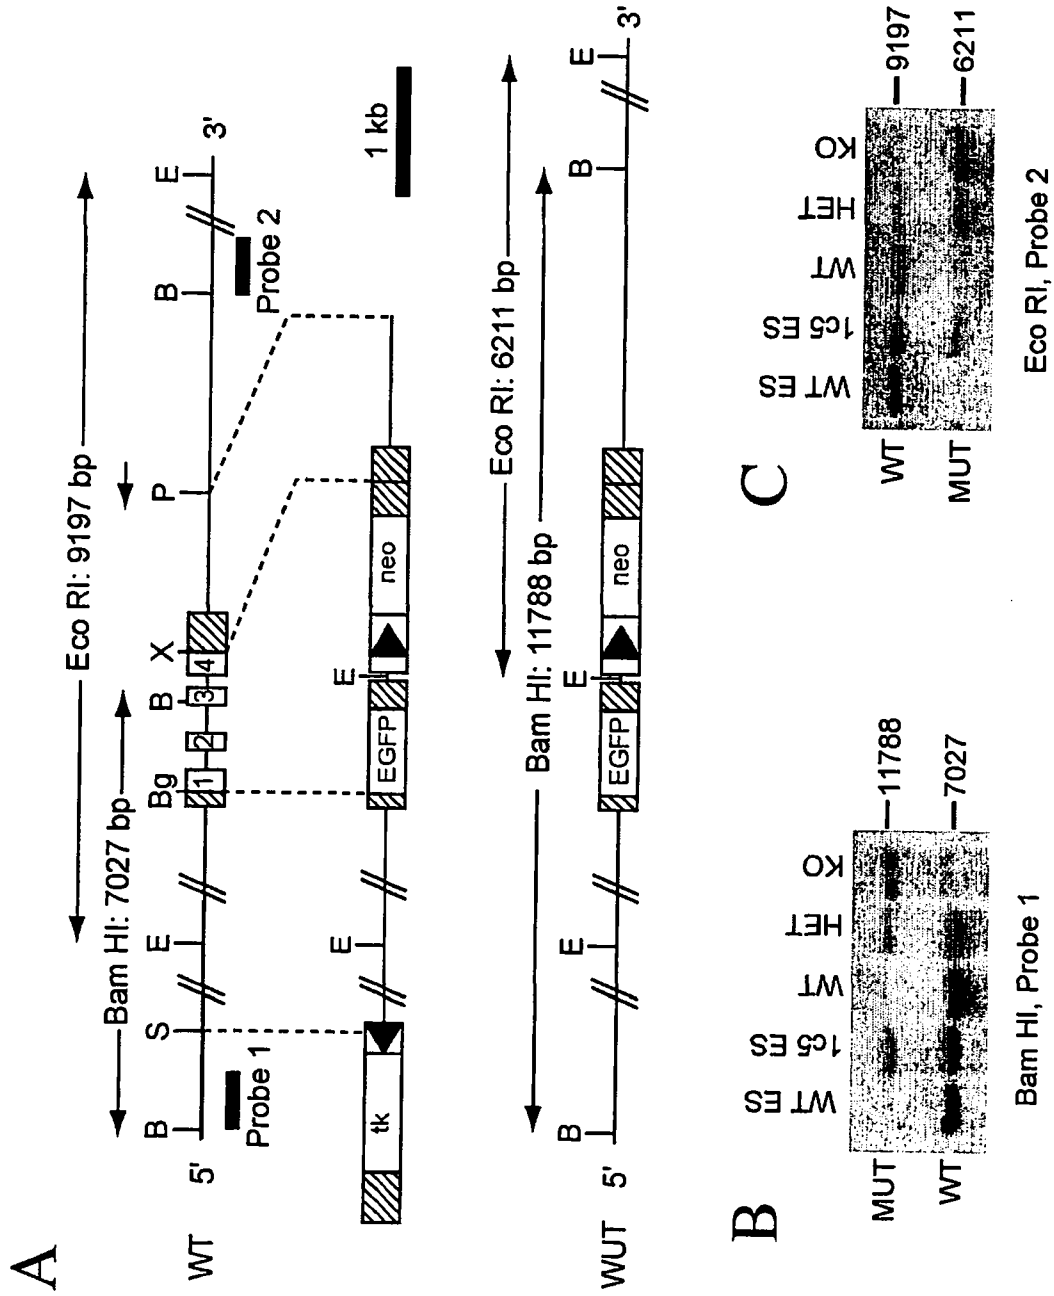 A
Eco RI: 9197 bp
Bam HI: 7027 bp
B S E Bg B X P B E
WT 5' 1 2 3 4 3'
Probe 1
Probe 2
E E
tk EGFP neo
1 kb
Eco RI: 6211 bp
Bam HI: 11788 bp
B E E B E
WUT 5' EGFP neo 3'
B
WT ES 1c5 ES WT HET KO
MUT 11788
WT 7027
Bam HI, Probe 1
C
WT ES 1c5 ES WT HET KO
WT 9197
MUT 6211
Eco RI, Probe 2